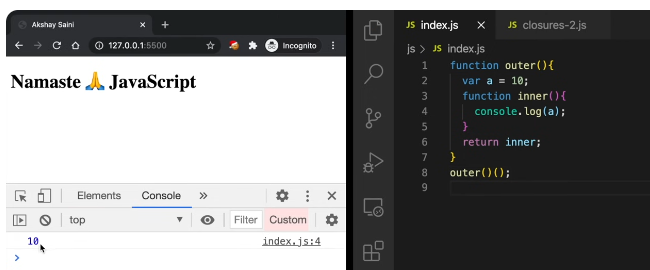 Akshay Saini
127.0.0.1:5500
Incognito
Namaste 🙏 JavaScript
Elements Console
top
Filter Custom
10 index.js:4
JS index.js
JS closures-2.js
js > JS index.js
1 function outer(){
2 var a = 10;
3 function inner(){
4 console.log(a);
5 }
6 return inner;
7 }
8 outer()();
9